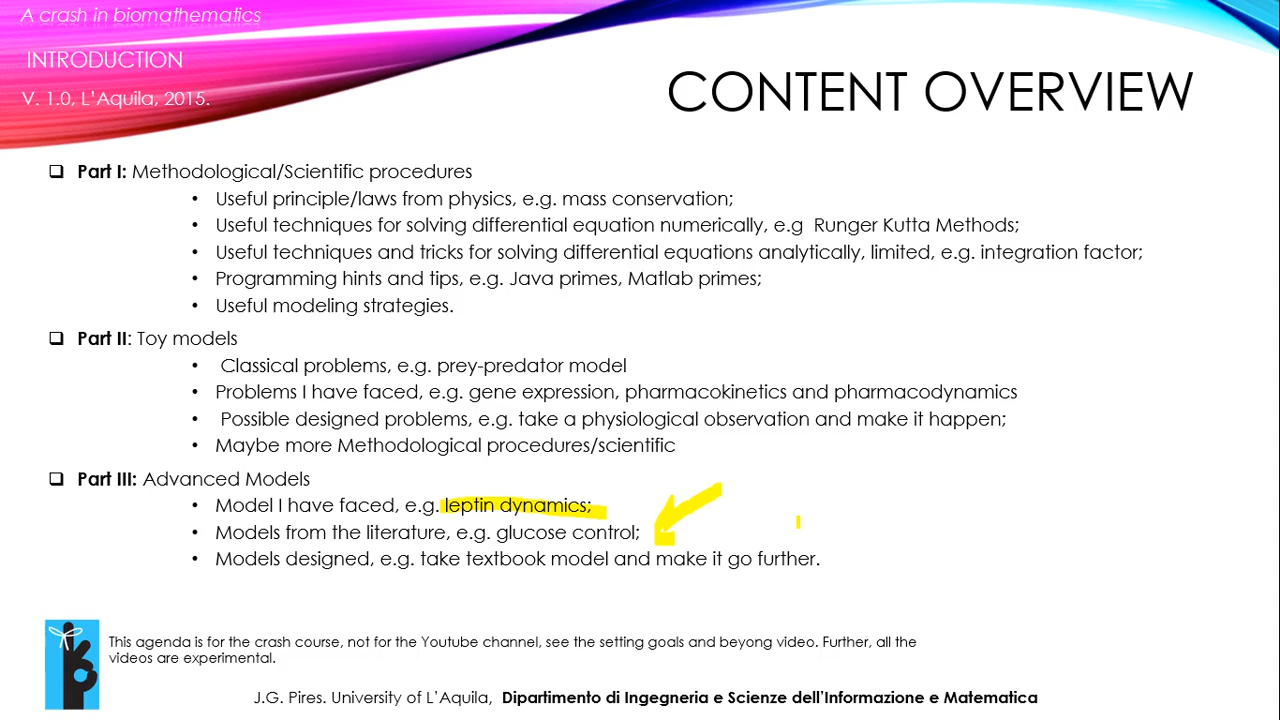 A crash in biomathematics
INTRODUCTION
V. 1.0, L'Aquila, 2015.
CONTENT OVERVIEW
Part I: Methodological/Scientific procedures
• Useful principle/laws from physics, e.g. mass conservation;
• Useful techniques for solving differential equation numerically, e.g Runger Kutta Methods;
• Useful techniques and tricks for solving differential equations analytically, limited, e.g. integration factor;
• Programming hints and tips, e.g. Java primes, Matlab primes;
• Useful modeling strategies.
Part II: Toy models
• Classical problems, e.g. prey-predator model
• Problems I have faced, e.g. gene expression, pharmacokinetics and pharmacodynamics
• Possible designed problems, e.g. take a physiological observation and make it happen;
• Maybe more Methodological procedures/scientific
Part III: Advanced Models
• Model I have faced, e.g. leptin dynamics;
• Models from the literature, e.g. glucose control;
• Models designed, e.g. take textbook model and make it go further.
This agenda is for the crash course, not for the Youtube channel, see the setting goals and beyong video. Further, all the
videos are experimental.
J.G. Pires. University of L'Aquila, Dipartimento di Ingegneria e Scienze dell'Informazione e Matematica